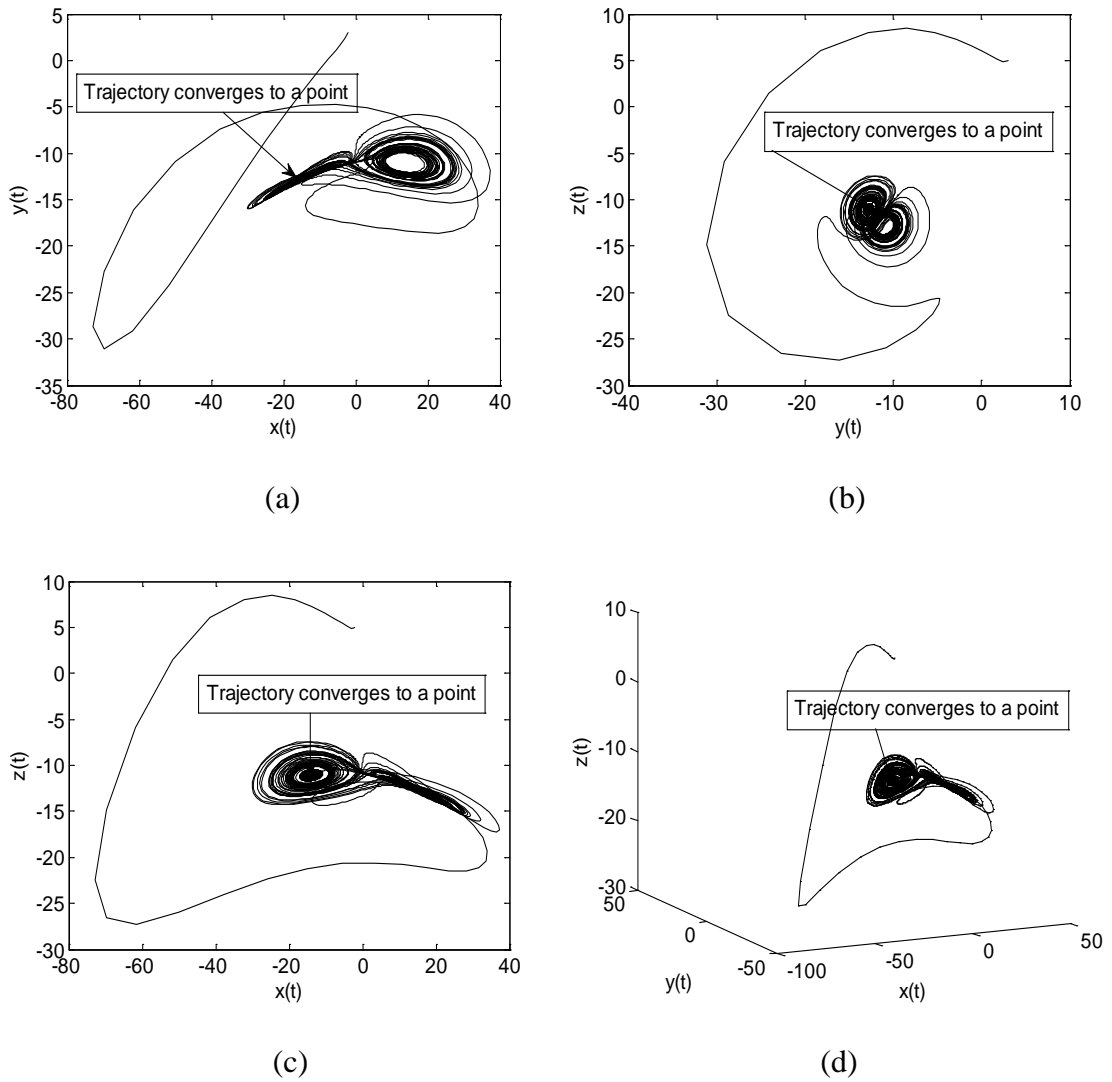 5
0
-5
-10
-15
-20
-25
-30
-35
y(t)
Trajectory converges to a point
-80 -60 -40 -20 0 20 40
x(t)
(a)
10
5
0
-5
-10
-15
-20
-25
-30
z(t)
Trajectory converges to a point
-40 -30 -20 -10 0 10
y(t)
(b)
10
5
0
-5
-10
-15
-20
-25
-30
z(t)
Trajectory converges to a point
-80 -60 -40 -20 0 20 40
x(t)
(c)
10
0
-10
-20
-30
z(t)
Trajectory converges to a point
50
0
-50
y(t)
-100 -50 0 50
x(t)
(d)